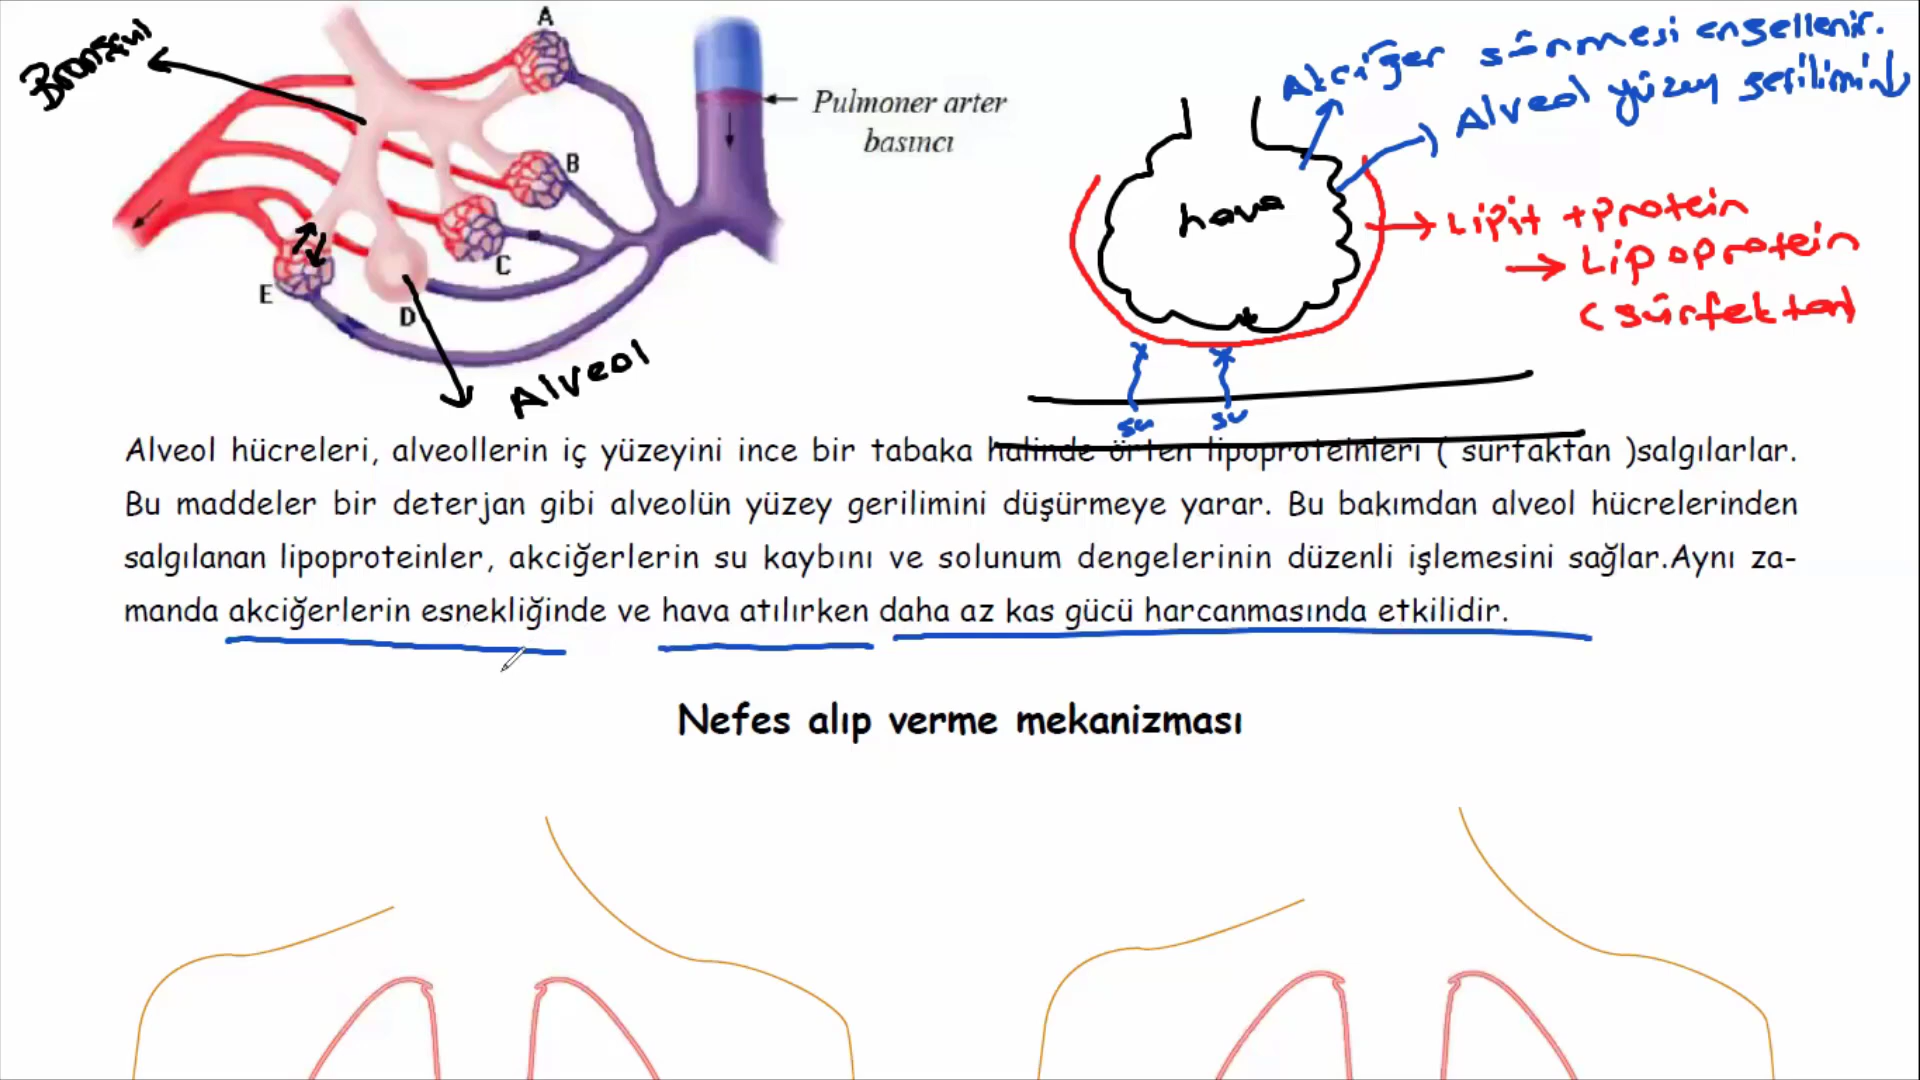 Bronşiul
A
B
C
D
E
Alveol
Pulmoner arter
basıncı
hava
Akciğer sönmesi engellenir.
Alveol yüzey gerilimini↓
Lipit + protein
→ Lipoprotein
(sürfektan)
su
su
Alveol hücreleri, alveollerin iç yüzeyini ince bir tabaka halinde örten lipoproteinleri ( sürfaktan )salgılarlar.
Bu maddeler bir deterjan gibi alveolün yüzey gerilimini düşürmeye yarar. Bu bakımdan alveol hücrelerinden
salgılanan lipoproteinler, akciğerlerin su kaybını ve solunum dengelerinin düzenli işlemesini sağlar.Aynı za-
manda akciğerlerin esnekliğinde ve hava atılırken daha az kas gücü harcanmasında etkilidir.
Nefes alıp verme mekanizması